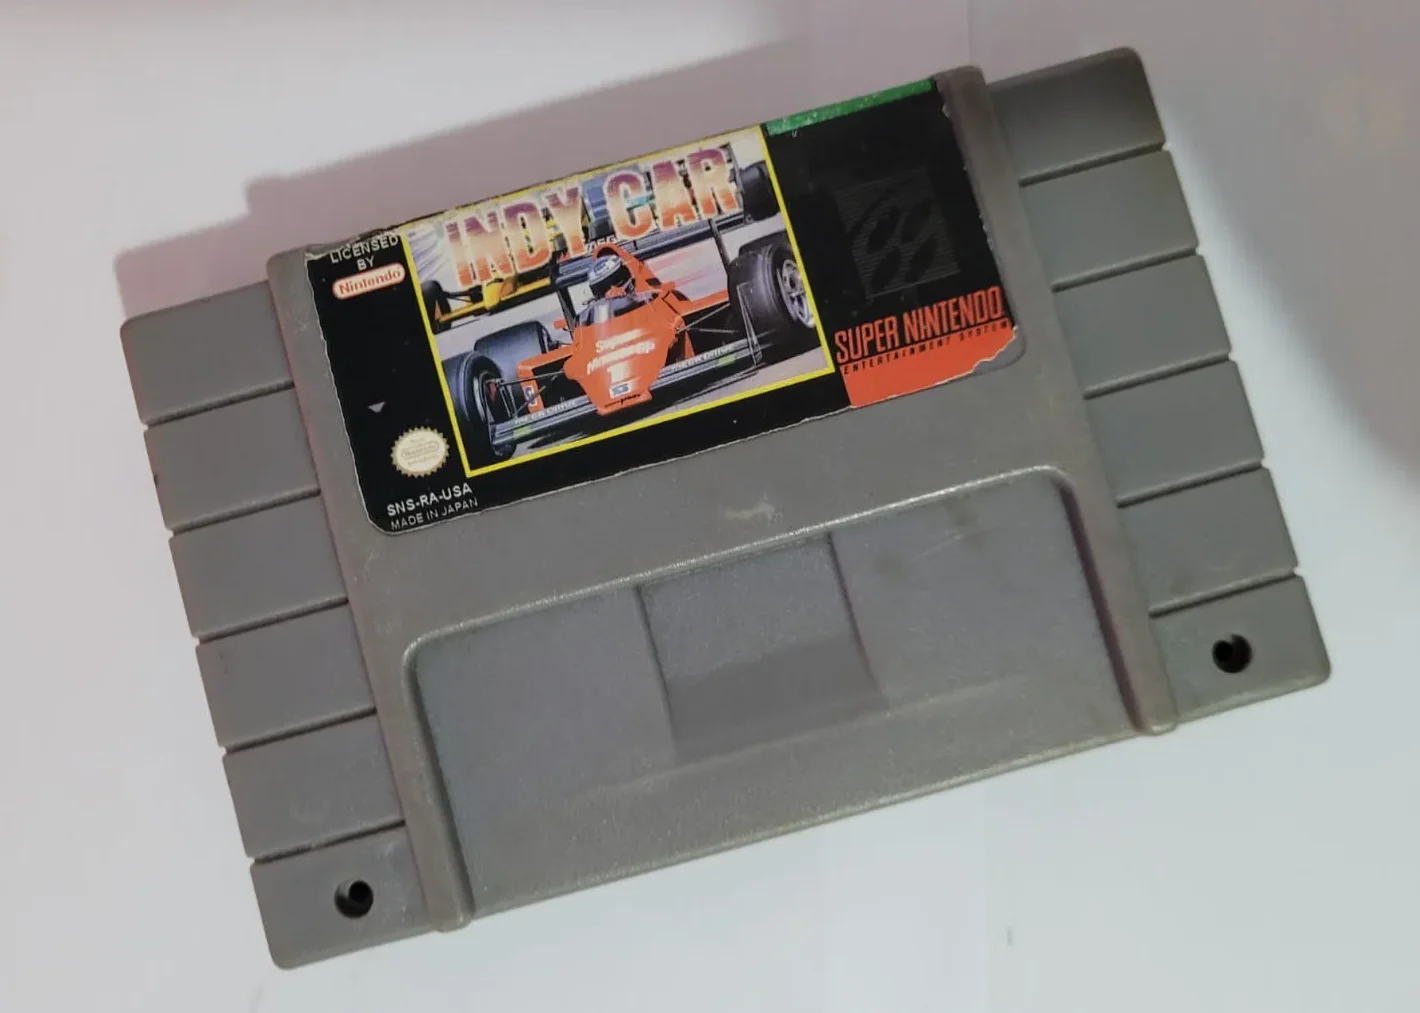 LICENSED
BY
Nintendo
INDY CAR
SUPER NINTENDO
ENTERTAINMENT SYSTEM
SNS-RA-USA
MADE IN JAPAN